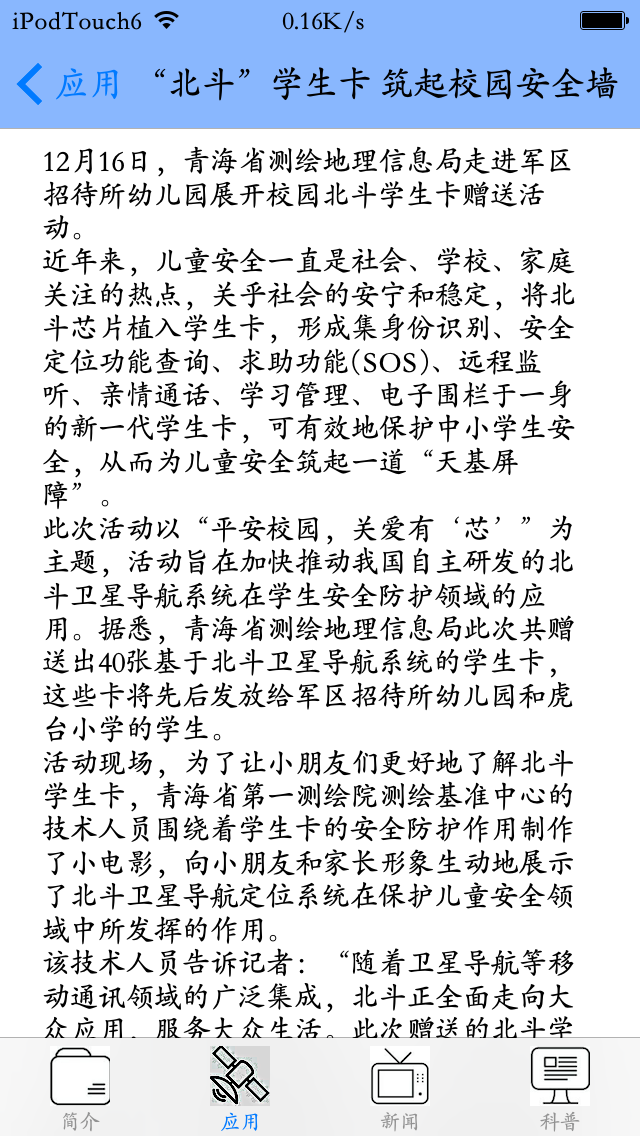 iPodTouch6 0.16K/s
应用 “北斗”学生卡 筑起校园安全墙
12月16日，青海省测绘地理信息局走进军区
招待所幼儿园展开校园北斗学生卡赠送活
动。
近年来，儿童安全一直是社会、学校、家庭
关注的热点，关乎社会的安宁和稳定，将北
斗芯片植入学生卡，形成集身份识别、安全
定位功能查询、求助功能(SOS)、远程监
听、亲情通话、学习管理、电子围栏于一身
的新一代学生卡，可有效地保护中小学生安
全，从而为儿童安全筑起一道“天基屏
障”。
此次活动以“平安校园，关爱有‘芯’”为
主题，活动旨在加快推动我国自主研发的北
斗卫星导航系统在学生安全防护领域的应
用。据悉，青海省测绘地理信息局此次共赠
送出40张基于北斗卫星导航系统的学生卡，
这些卡将先后发放给军区招待所幼儿园和虎
台小学的学生。
活动现场，为了让小朋友们更好地了解北斗
学生卡，青海省第一测绘院测绘基准中心的
技术人员围绕着学生卡的安全防护作用制作
了小电影，向小朋友和家长形象生动地展示
了北斗卫星导航定位系统在保护儿童安全领
域中所发挥的作用。
该技术人员告诉记者：“随着卫星导航等移
动通讯领域的广泛集成，北斗正全面走向大
众应用，服务大众生活。此次赠送的北斗学
简介 应用 新闻 科普